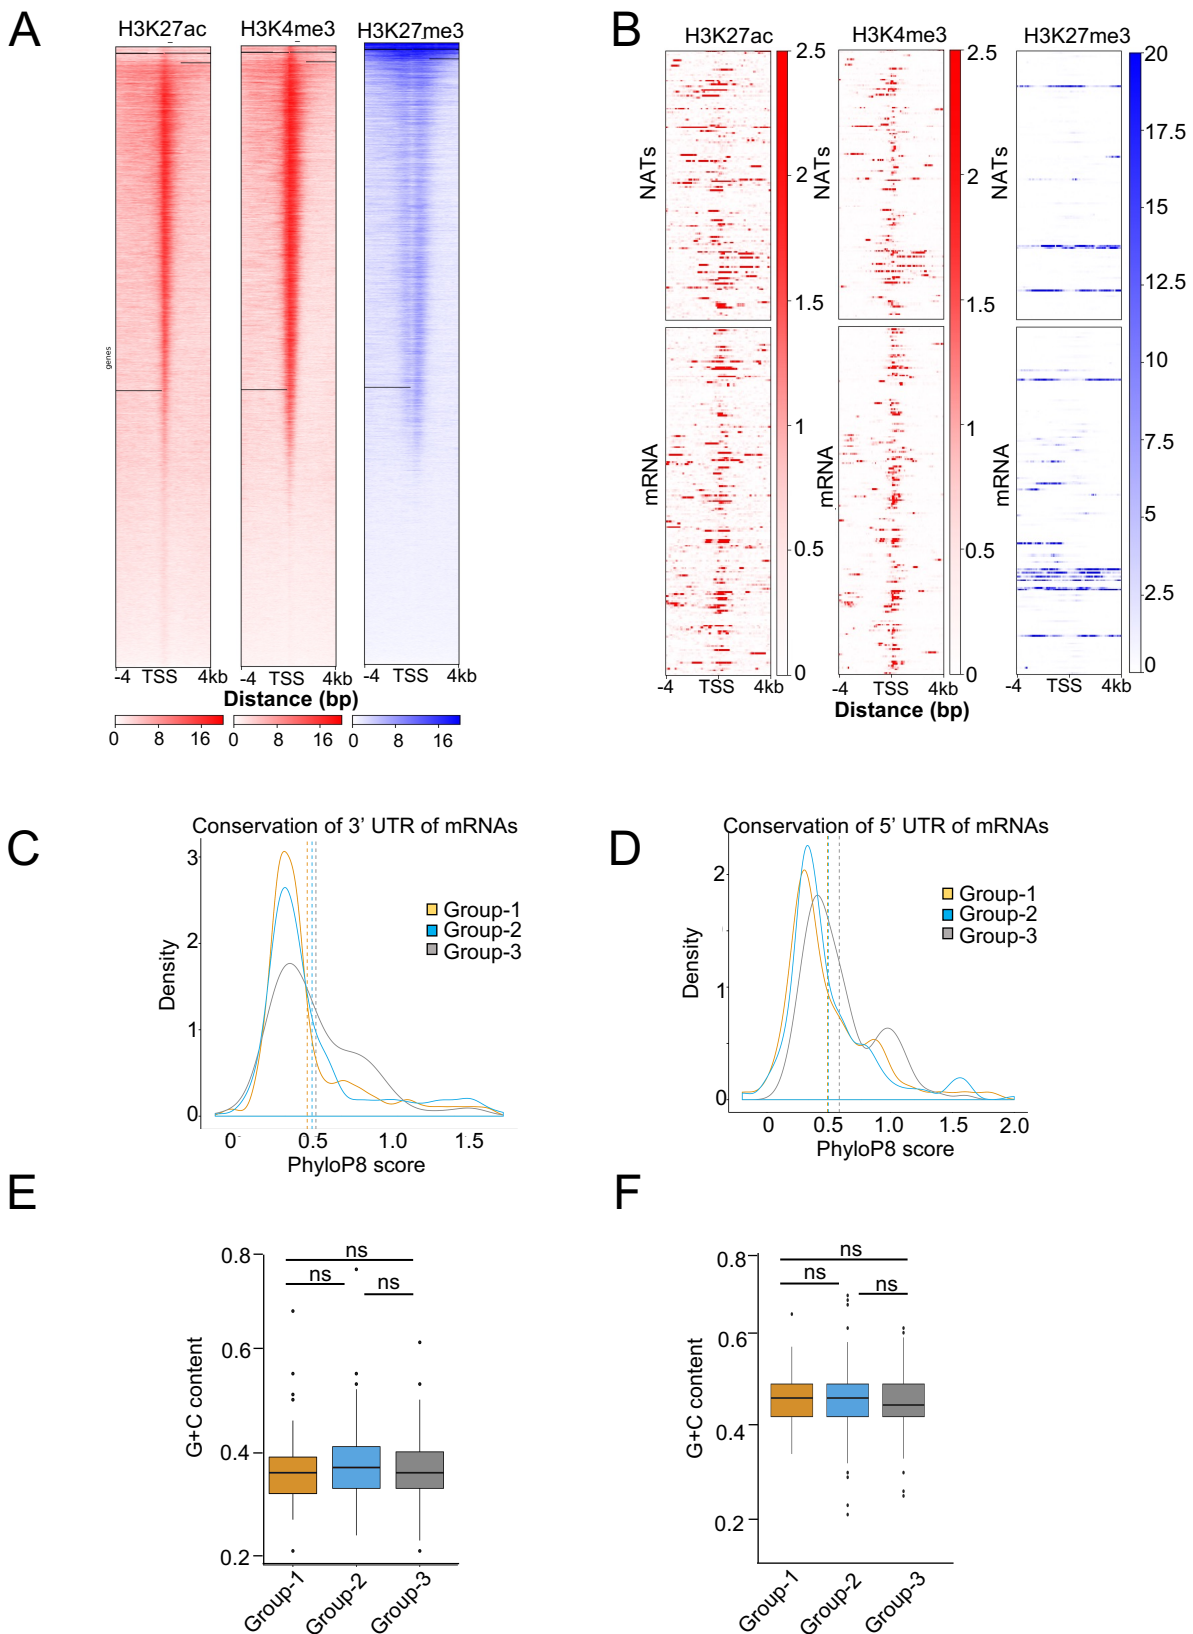 A
H3K27ac
H3K4me3
H3K27me3
genes
-4 TSS 4kb
-4 TSS 4kb
-4 TSS 4kb
Distance (bp)
0 8 16
0 8 16
0 8 16
B
H3K27ac
H3K4me3
H3K27me3
NATs
NATs
NATs
mRNA
mRNA
mRNA
2.5
2
1.5
1
0.5
0
2.5
2
1.5
1
0.5
0
20
17.5
15
12.5
10
7.5
5
2.5
0
-4 TSS 4kb
-4 TSS 4kb
-4 TSS 4kb
Distance (bp)
C
Conservation of 3' UTR of mRNAs
3
2
1
0
Density
Group-1
Group-2
Group-3
0 0.5 1.0 1.5
PhyloP8 score
D
Conservation of 5' UTR of mRNAs
2
1
0
Density
Group-1
Group-2
Group-3
0 0.5 1.0 1.5 2.0
PhyloP8 score
E
0.8
0.6
0.4
0.2
G+C content
ns
ns
ns
Group-1
Group-2
Group-3
F
0.8
0.6
0.4
0.2
G+C content
ns
ns
ns
Group-1
Group-2
Group-3